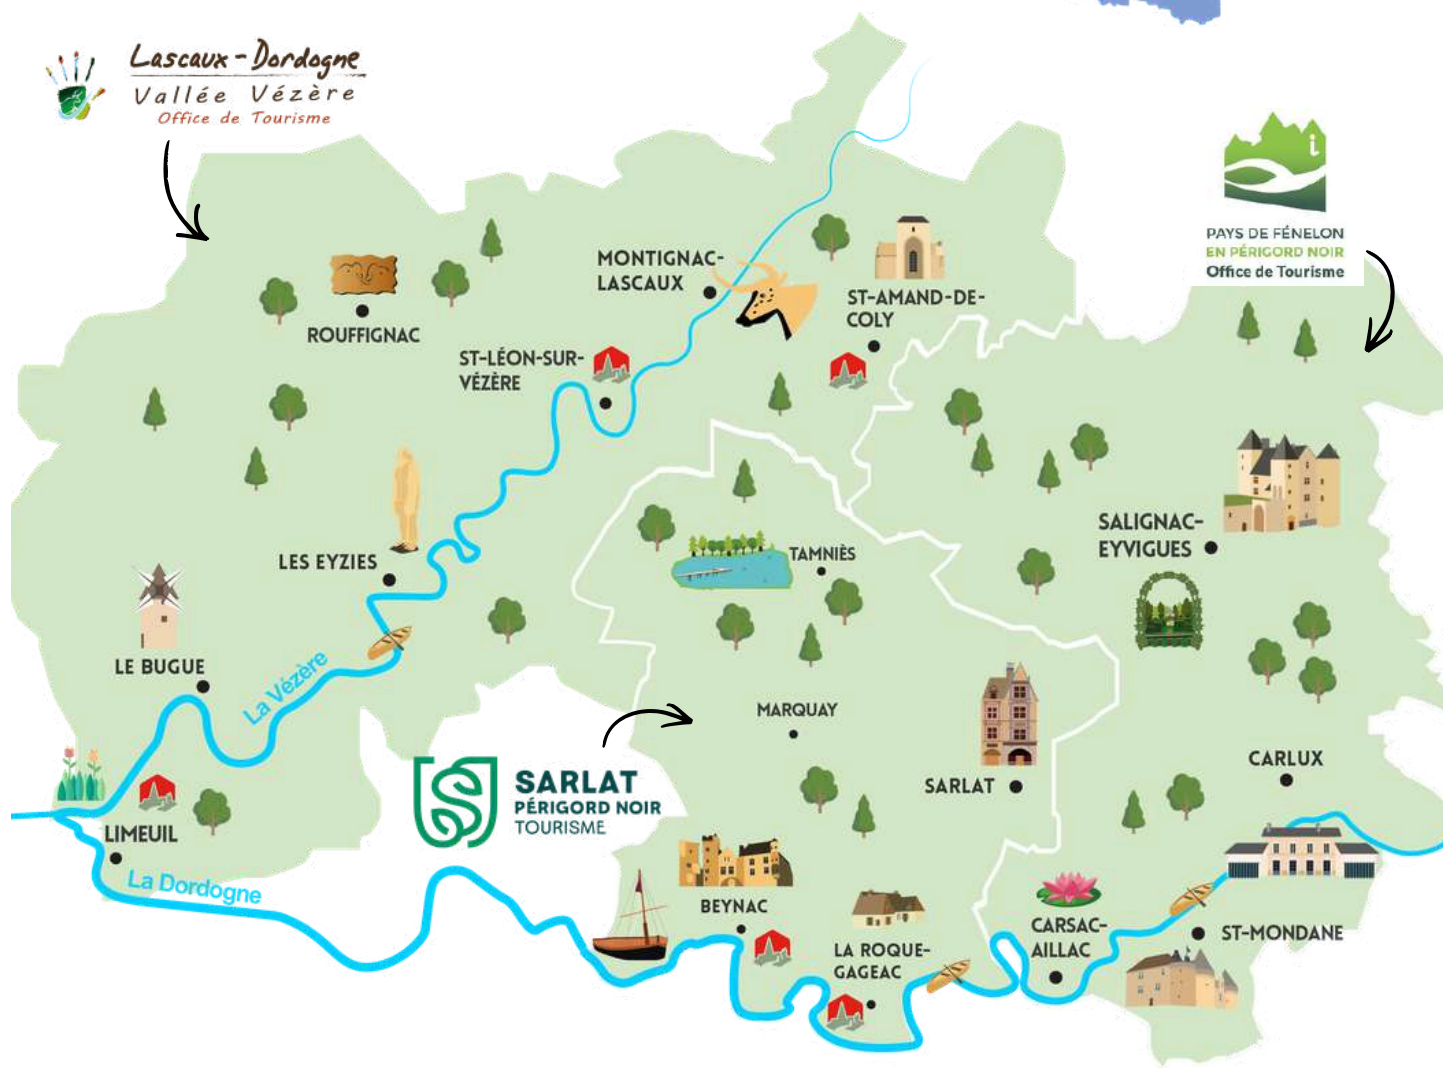 Lascaux-Dordogne
Vallée Vézère
Office de Tourisme
PAYS DE FÉNELON
EN PÉRIGORD NOIR
Office de Tourisme
MONTIGNAC-
LASCAUX
ST-AMAND-DE-
COLY
ROUFFIGNAC
ST-LÉON-SUR-
VÉZÈRE
SALIGNAC-
EYVIGUES
LES EYZIES
TAMNIÈS
LE BUGUE
La Vézère
MARQUAY
SARLAT
PÉRIGORD NOIR
TOURISME
SARLAT
CARLUX
LIMEUIL
La Dordogne
BEYNAC
LA ROQUE-
GAGEAC
CARSAC-
AILLAC
ST-MONDANE